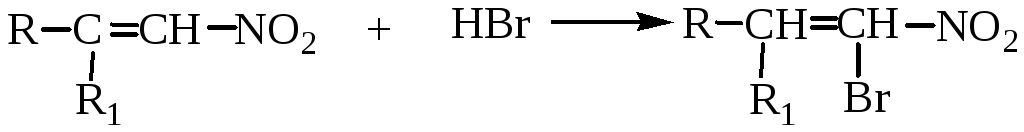 R—C=CH—NO₂ + HBr ⟶ R—CH=CH—NO₂
R₁ R₁ Br